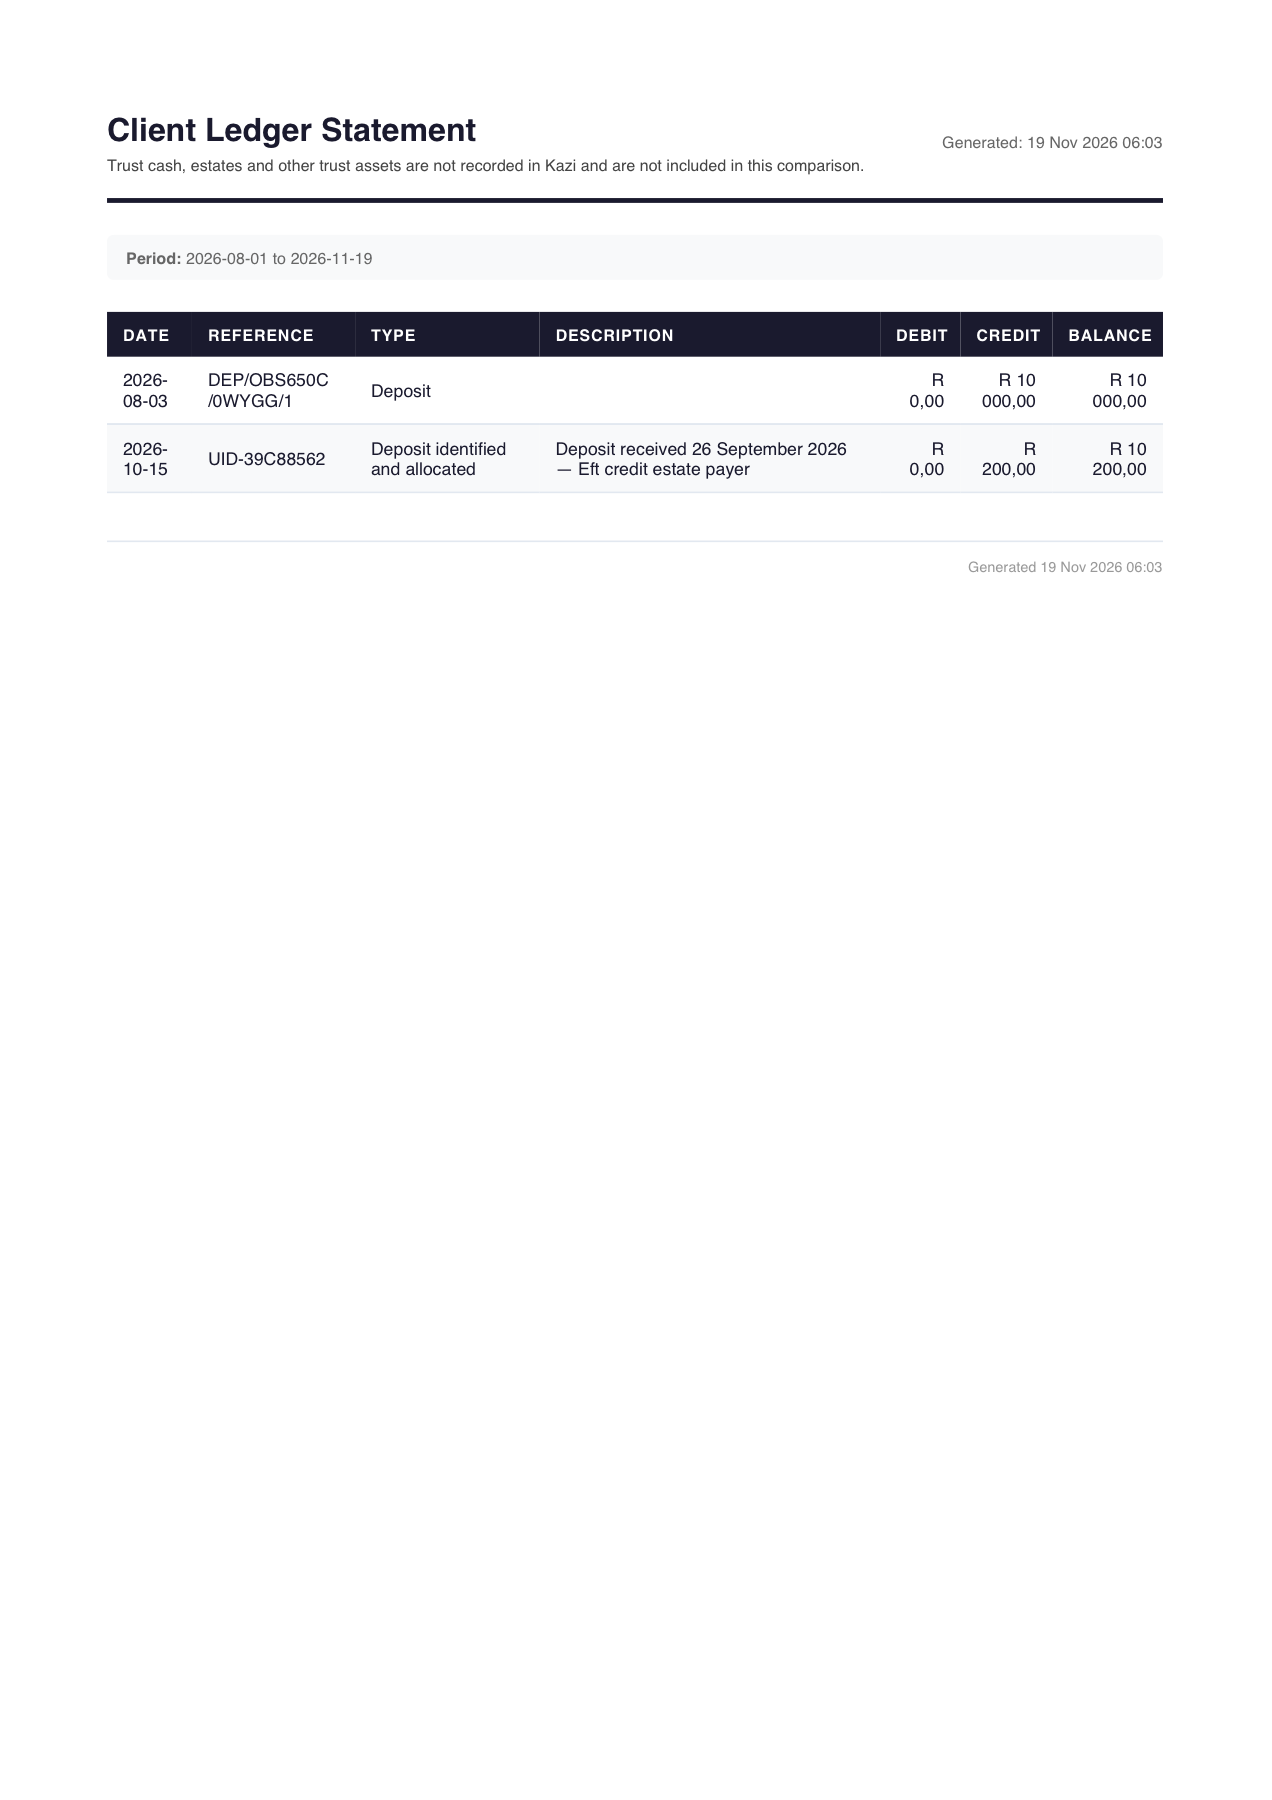 Client Ledger Statement
Generated: 19 Nov 2026 06:03
Trust cash, estates and other trust assets are not recorded in Kazi and are not included in this comparison.
Period: 2026-08-01 to 2026-11-19
DATE REFERENCE TYPE DESCRIPTION DEBIT CREDIT BALANCE
2026- DEP/OBS650C Deposit R R 10 R 10
08-03 /0WYGG/1 0,00 000,00 000,00
2026- UID-39C88562 Deposit identified Deposit received 26 September 2026 R R R 10
10-15 and allocated — Eft credit estate payer 0,00 200,00 200,00
Generated 19 Nov 2026 06:03